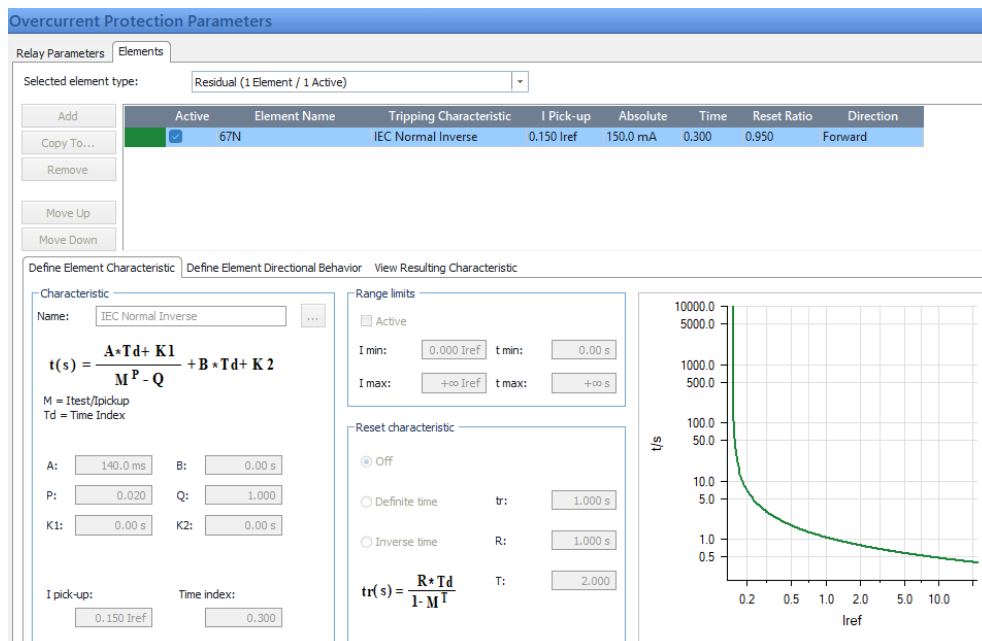 Overcurrent Protection Parameters
Relay Parameters Elements
Selected element type: Residual (1 Element / 1 Active)
Add
Copy To...
Remove
Move Up
Move Down
Active Element Name Tripping Characteristic I Pick-up Absolute Time Reset Ratio Direction
67N IEC Normal Inverse 0.150 Iref 150.0 mA 0.300 0.950 Forward
Define Element Characteristic Define Element Directional Behavior View Resulting Characteristic
Characteristic
Name: IEC Normal Inverse ...
t(s) = A*Td+ K1 / M^P - Q + B*Td+ K2
M = Itest/Ipickup
Td = Time Index
A: 140.0 ms B: 0.00 s
P: 0.020 Q: 1.000
K1: 0.00 s K2: 0.00 s
I pick-up: Time index:
0.150 Iref 0.300
Range limits
Active
I min: 0.000 Iref t min: 0.00 s
I max: +∞ Iref t max: +∞ s
Reset characteristic
Off
Definite time tr: 1.000 s
Inverse time R: 1.000 s
T: 2.000
tr(s) = R*Td / 1- M^T
t/s
10000.0
5000.0
1000.0
500.0
100.0
50.0
10.0
5.0
1.0
0.5
0.2 0.5 1.0 2.0 5.0 10.0
Iref